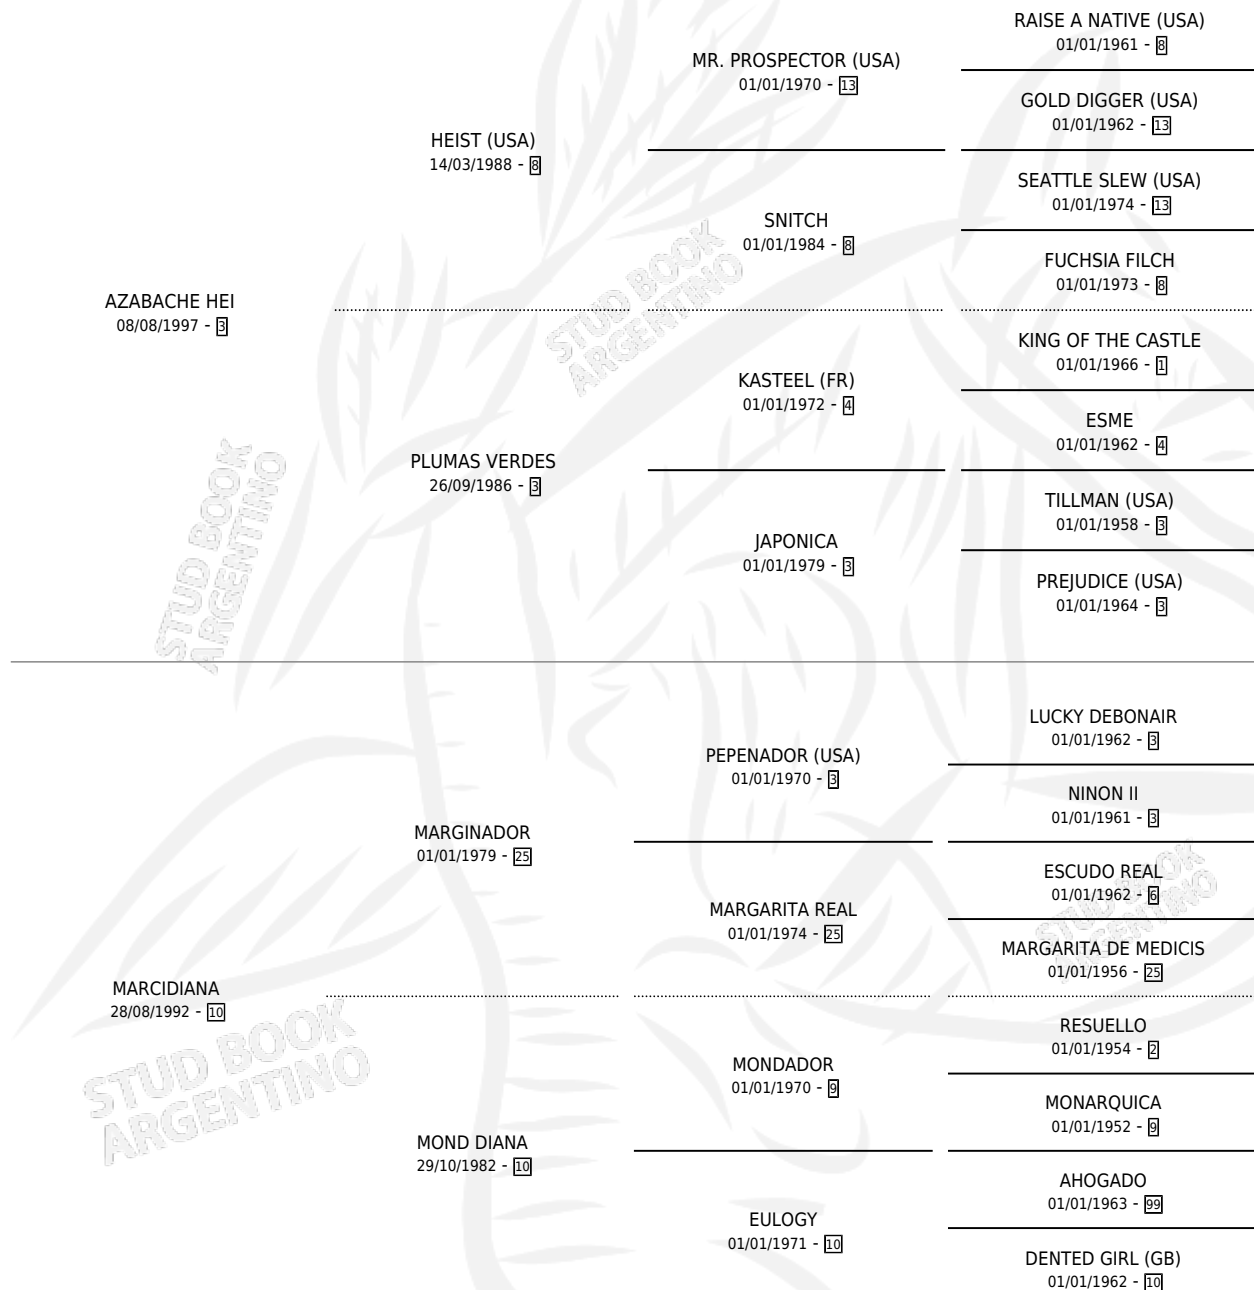 RAISE A NATIVE (USA)
01/01/1961 - 8
MR. PROSPECTOR (USA)
01/01/1970 - 13
GOLD DIGGER (USA)
01/01/1962 - 13
HEIST (USA)
14/03/1988 - 8
SEATTLE SLEW (USA)
01/01/1974 - 13
SNITCH
01/01/1984 - 8
FUCHSIA FILCH
01/01/1973 - 8
STUD BOOK
ARGENTINO
AZABACHE HEI
08/08/1997 - 3
KING OF THE CASTLE
01/01/1966 - 1
KASTEEL (FR)
01/01/1972 - 4
ESME
01/01/1962 - 4
PLUMAS VERDES
26/09/1986 - 3
TILLMAN (USA)
01/01/1958 - 3
JAPONICA
01/01/1979 - 3
PREJUDICE (USA)
01/01/1964 - 3
STUD BOOK
ARGENTINO
LUCKY DEBONAIR
01/01/1962 - 3
PEPENADOR (USA)
01/01/1970 - 3
NINON II
01/01/1961 - 3
MARGINADOR
01/01/1979 - 25
ESCUDO REAL
01/01/1962 - 6
STUD BOOK
ARGENTINO
MARGARITA REAL
01/01/1974 - 25
MARGARITA DE MEDICIS
01/01/1956 - 25
MARCIDIANA
28/08/1992 - 10
RESUELLO
01/01/1954 - 2
MONDADOR
01/01/1970 - 9
MONARQUICA
01/01/1952 - 9
STUD BOOK
ARGENTINO
MOND DIANA
29/10/1982 - 10
AHOGADO
01/01/1963 - 99
EULOGY
01/01/1971 - 10
DENTED GIRL (GB)
01/01/1962 - 10